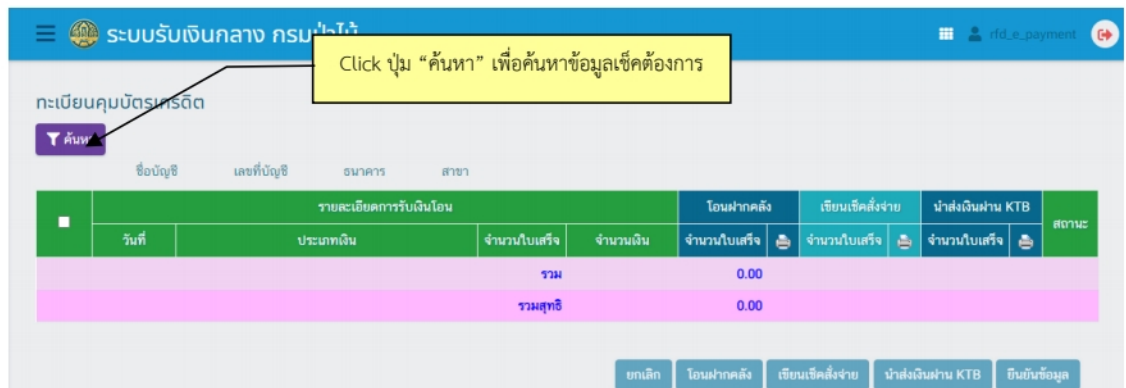 ระบบรับเงินกลาง กรมป่าไม้ rfd_e_payment
Click ปุ่ม “ค้นหา” เพื่อค้นหาข้อมูลเช็คต้องการ
ทะเบียนคุมบัตรเครดิต
ค้นหา
ชื่อบัญชี เลขที่บัญชี ธนาคาร สาขา
รายละเอียดการรับเงินโอน โอนฝากคลัง เขียนเช็คสั่งจ่าย นำส่งเงินผ่าน KTB สถานะ
วันที่ ประเภทเงิน จำนวนใบเสร็จ จำนวนเงิน จำนวนใบเสร็จ จำนวนใบเสร็จ จำนวนใบเสร็จ
รวม 0.00
รวมสุทธิ 0.00
ยกเลิก โอนฝากคลัง เขียนเช็คสั่งจ่าย นำส่งเงินผ่าน KTB ยืนยันข้อมูล